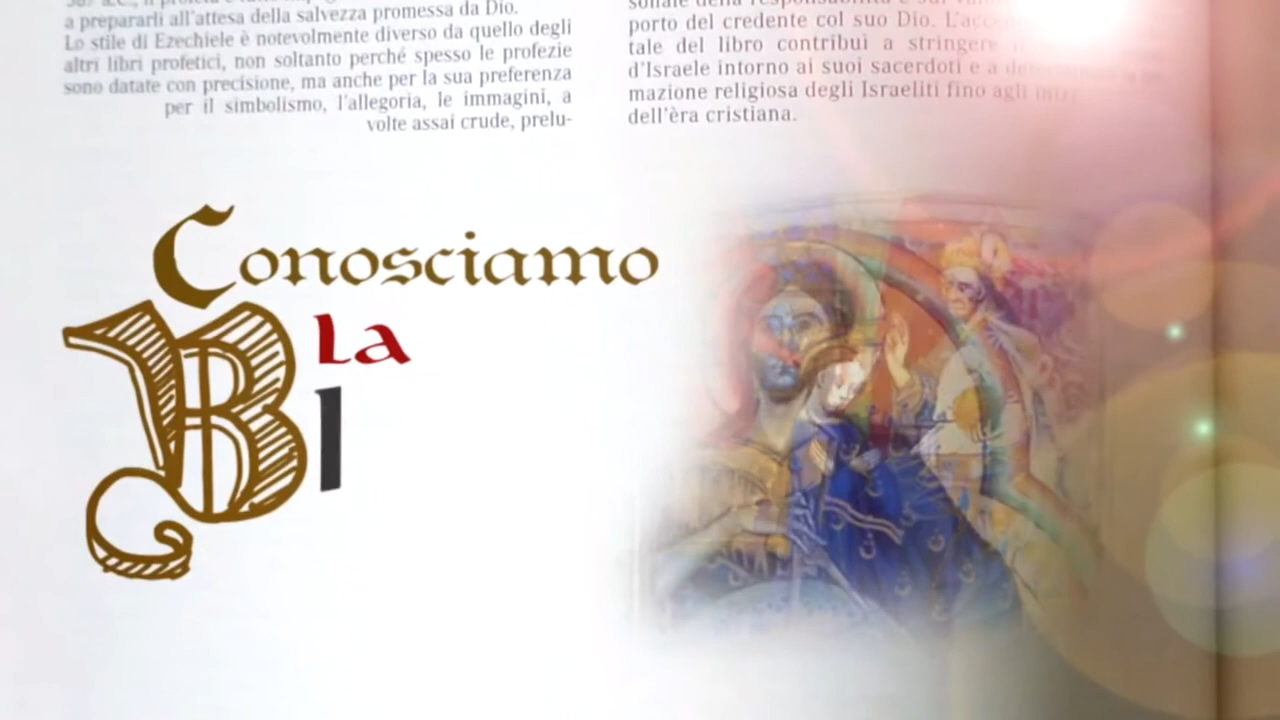 a prepararli all'attesa della salvezza promessa da Dio.
Lo stile di Ezechiele è notevolmente diverso da quello degli
altri libri profetici, non soltanto perché spesso le profezie
sono datate con precisione, ma anche per la sua preferenza
per il simbolismo, l'allegoria, le immagini, a
volte assai crude, prelu-
porto del credente col suo Dio.
tale del libro contribuì a stringere
d'Israele intorno ai suoi sacerdoti e a
mazione religiosa degli Israeliti fino agli
dell'èra cristiana.
Conosciamo
La
BI